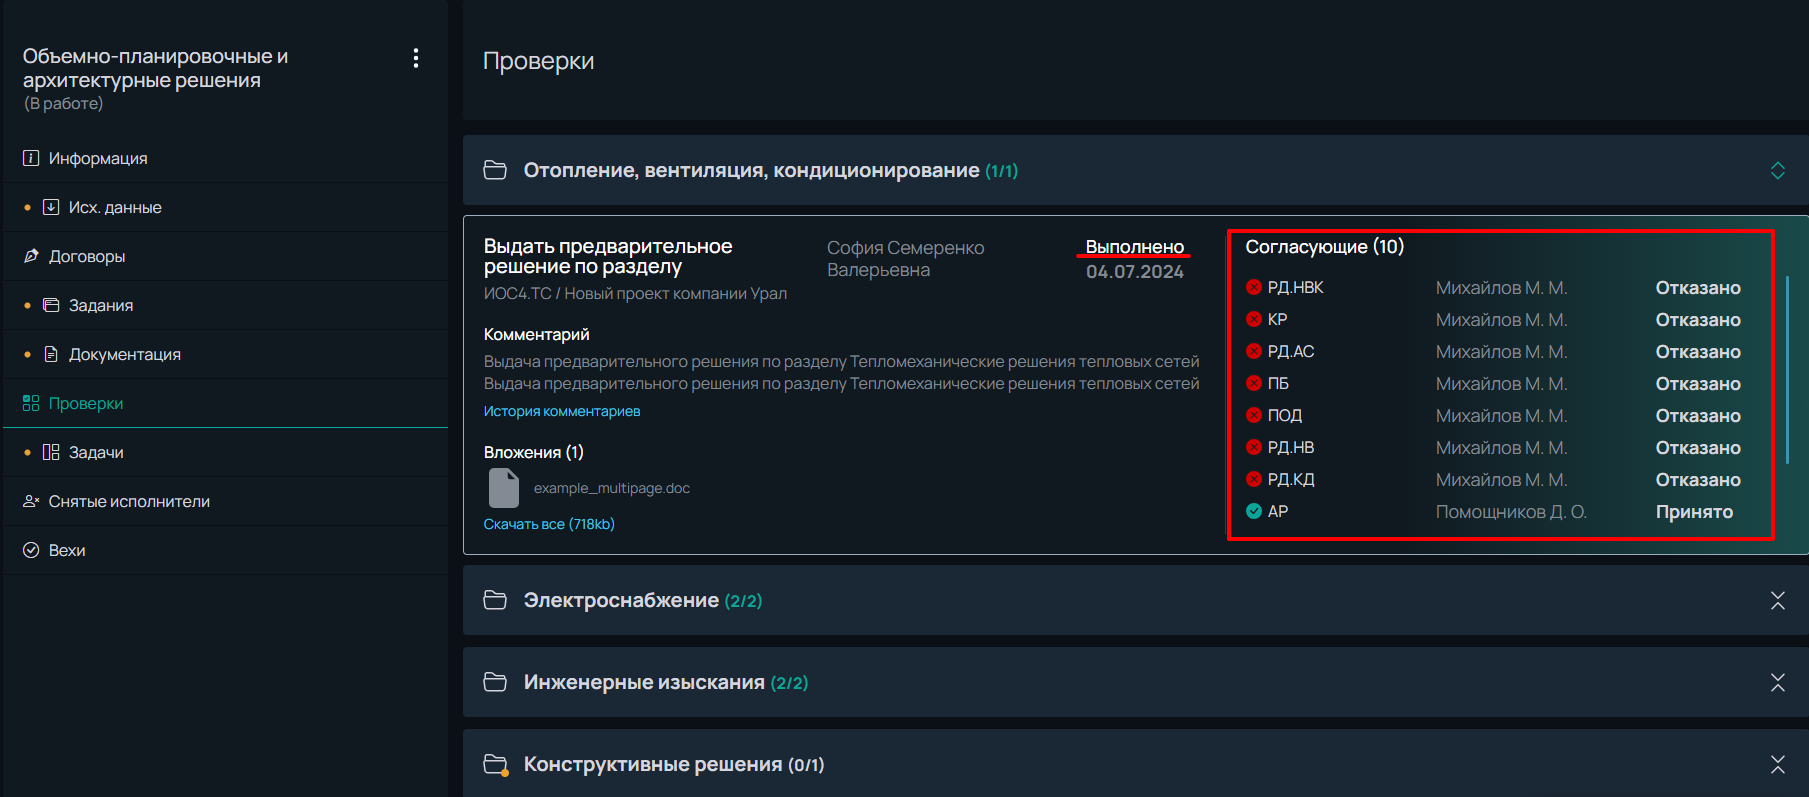 Объемно-планировочные и
архитектурные решения
(В работе)
Информация
Исх. данные
Договоры
Задания
Документация
Проверки
Задачи
Снятые исполнители
Вехи
Проверки
Отопление, вентиляция, кондиционирование (1/1)
Выдать предварительное
решение по разделу
ИОС4.ТС / Новый проект компании Урал
София Семеренко
Валерьевна
Выполнено
04.07.2024
Комментарий
Выдача предварительного решения по разделу Тепломеханические решения тепловых сетей
Выдача предварительного решения по разделу Тепломеханические решения тепловых сетей
История комментариев
Вложения (1)
example_multipage.doc
Скачать все (718kb)
Согласующие (10)
РД.НВК Михайлов М. М. Отказано
КР Михайлов М. М. Отказано
РД.АС Михайлов М. М. Отказано
ПБ Михайлов М. М. Отказано
ПОД Михайлов М. М. Отказано
РД.НВ Михайлов М. М. Отказано
РД.КД Михайлов М. М. Отказано
АР Помощников Д. О. Принято
Электроснабжение (2/2)
Инженерные изыскания (2/2)
Конструктивные решения (0/1)